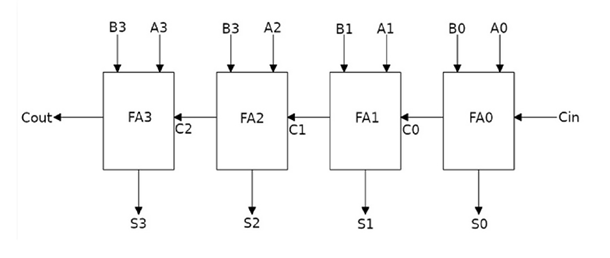 B3 A3 B3 A2 B1 A1 B0 A0
Cout FA3 C2 FA2 C1 FA1 C0 FA0 Cin
S3 S2 S1 S0